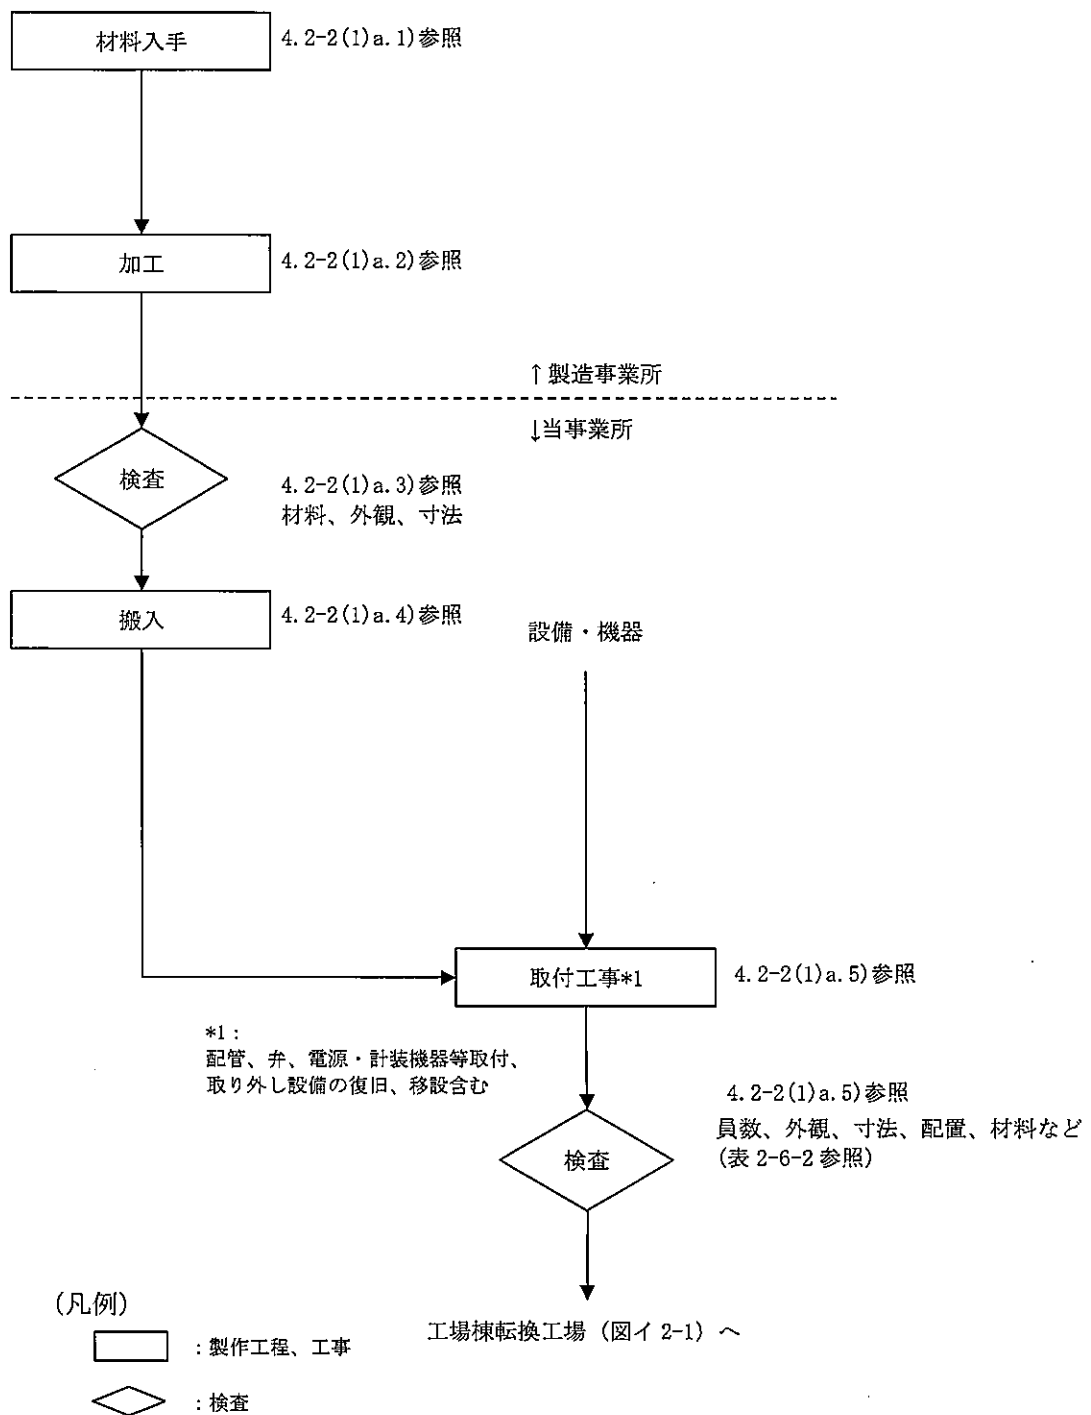 材料入手
4.2-2(1)a.1)参照
加工
4.2-2(1)a.2)参照
↑製造事業所
↓当事業所
検査
4.2-2(1)a.3)参照
材料、外観、寸法
搬入
4.2-2(1)a.4)参照
設備・機器
取付工事*1
4.2-2(1)a.5)参照
*1：
配管、弁、電源・計装機器等取付、
取り外し設備の復旧、移設含む
4.2-2(1)a.5)参照
員数、外観、寸法、配置、材料など
(表 2-6-2 参照)
検査
工場棟転換工場（図イ 2-1）へ
(凡例)
：製作工程、工事
：検査